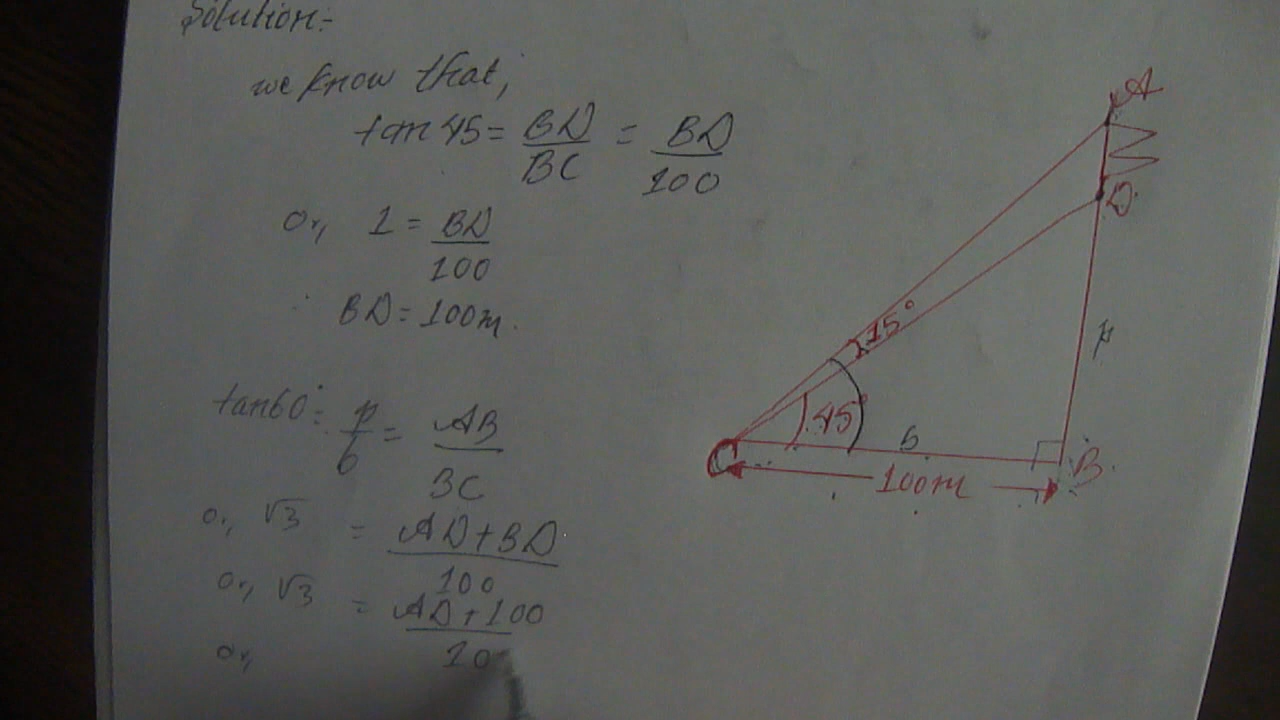 Solution:-
we know that,
tan 45 = BD/BC = BD/100
or, 1 = BD/100
∴ BD = 100m.
tan60° = p/b = AB/BC
or, √3 = AD+BD/100
or, √3 = AD+100/10
or,
A
D
15°
p
45°
b
C
B
100m